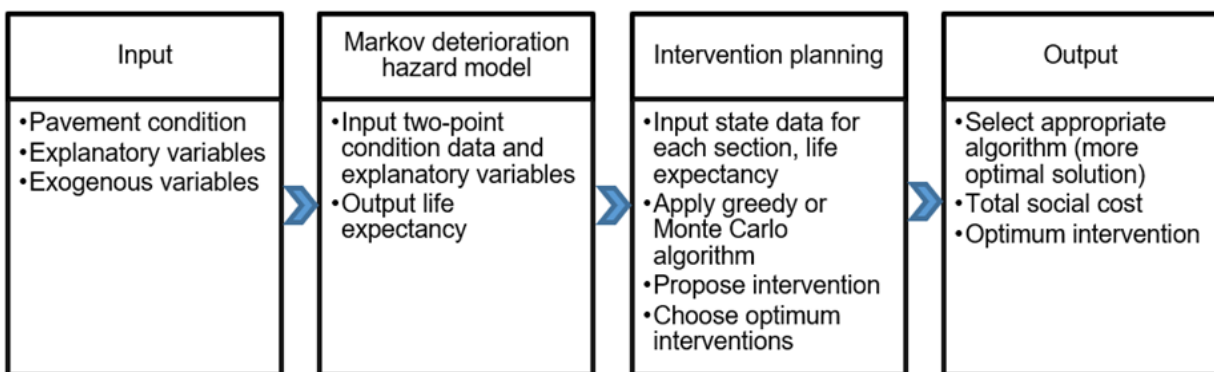 Input
•Pavement condition
•Explanatory variables
•Exogenous variables
Markov deterioration
hazard model
•Input two-point
condition data and
explanatory variables
•Output life
expectancy
Intervention planning
•Input state data for
each section, life
expectancy
•Apply greedy or
Monte Carlo
algorithm
•Propose intervention
•Choose optimum
interventions
Output
•Select appropriate
algorithm (more
optimal solution)
•Total social cost
•Optimum intervention